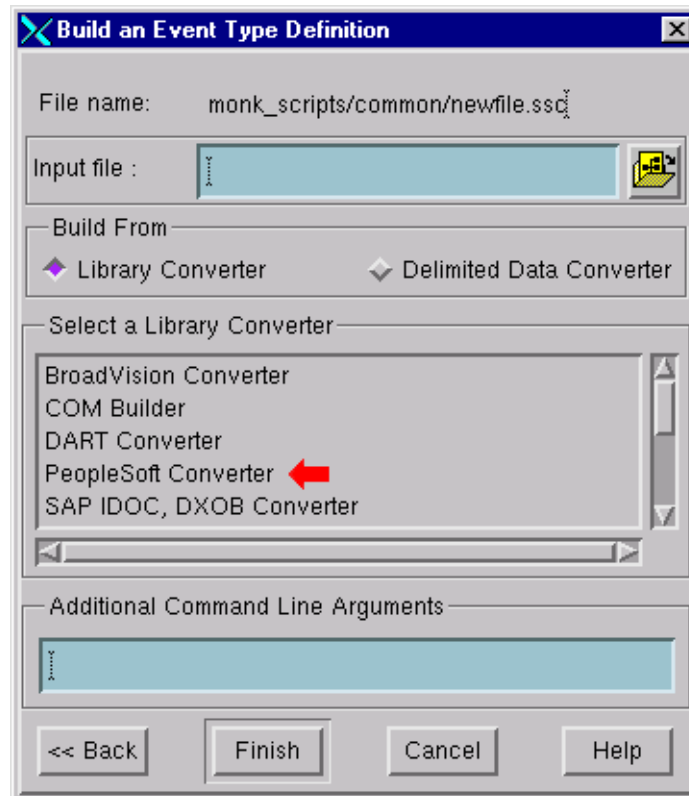 Build an Event Type Definition
File name: monk_scripts/common/newfile.ssc
Input file :
Build From
Library Converter Delimited Data Converter
Select a Library Converter
BroadVision Converter
COM Builder
DART Converter
PeopleSoft Converter
SAP IDOC, DXOB Converter
Additional Command Line Arguments
<< Back Finish Cancel Help